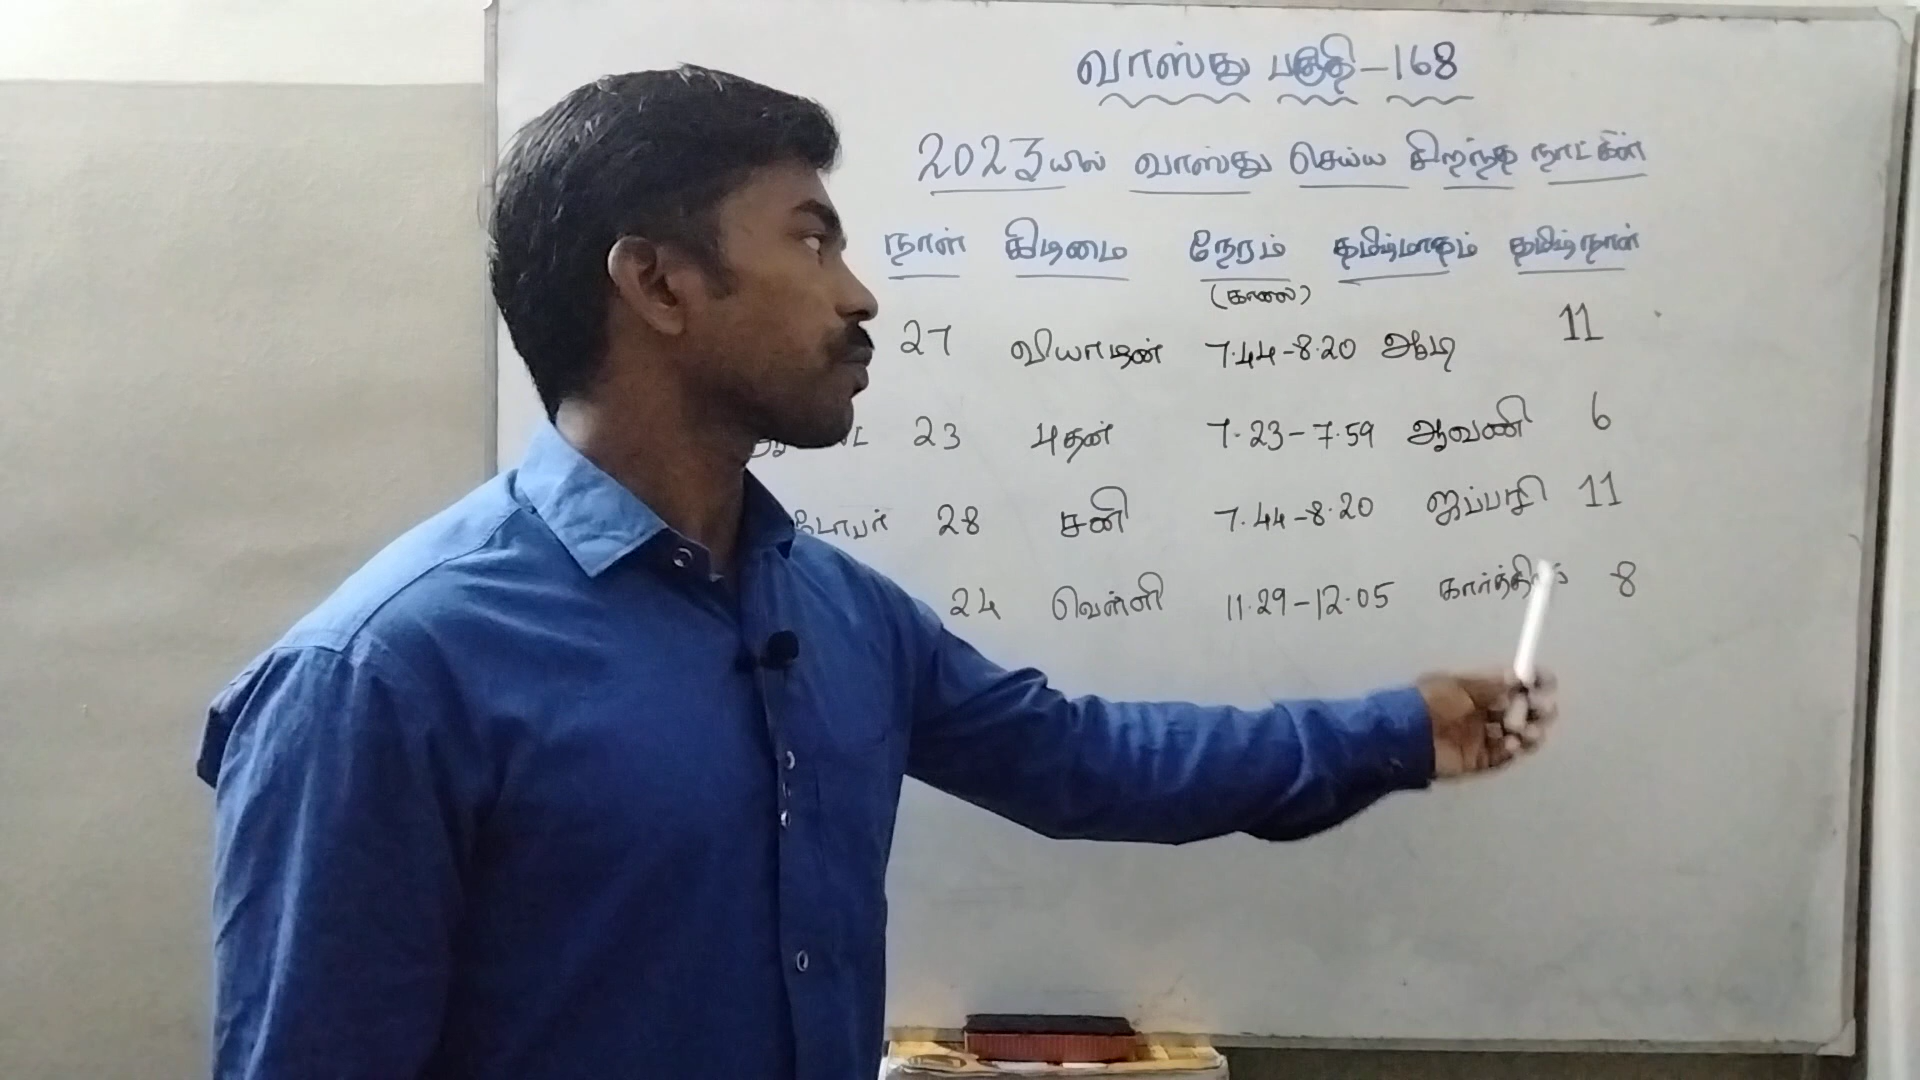 வாஸ்து பகுதி-168
2023யில் வாஸ்து செய்ய சிறந்த நாட்கள்
நாள் கிழமை நேரம் தமிழ்மாதம் தமிழ்நாள்
(காலை)
27 வியாழன் 7.44-8.20 ஆடி 11
23 புதன் 7.23-7.59 ஆவணி 6
டோபர் 28 சனி 7.44-8.20 ஐப்பசி 11
24 வெள்ளி 11.29-12.05 8